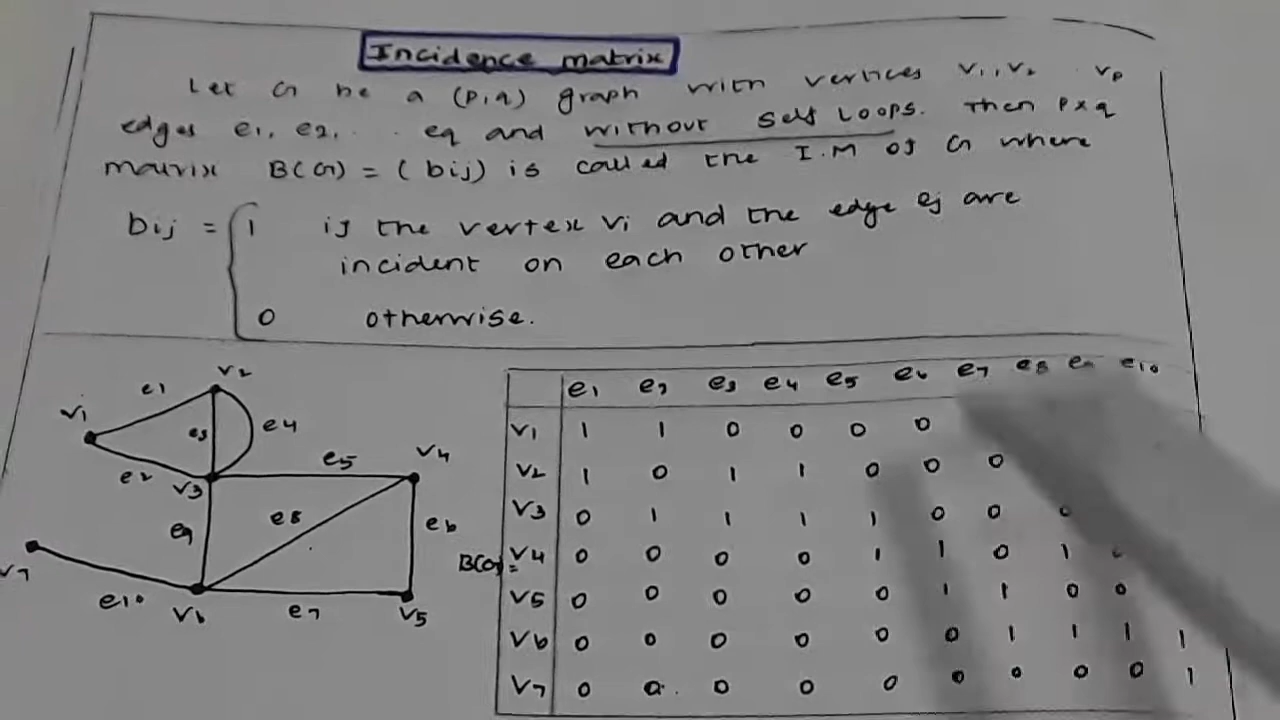 Incidence matrix
Let G be a (p,q) graph with vertices v1, v2 vp
edges e1, e2, . . eq and without self loops. Then p x q
matrix B(G) = (bij) is called the I.M of G where
bij = { 1 if the vertex vi and the edge ej are
incident on each other
0 otherwise.
v2
e1
v1
e3
e4
e2
v3
e5
v4
e9
e8
e6
v7
e10
v6
e7
v5
e1 e2 e3 e4 e5 e6 e7 e8 e9 e10
v1 1 1 0 0 0 0
v2 1 0 1 1 0 0 0
v3 0 1 1 1 1 0 0 0
B(G) = v4 0 0 0 0 1 1 0 1
v5 0 0 0 0 0 1 1 0 0
v6 0 0 0 0 0 0 1 1 1 1
v7 0 0 0 0 0 0 0 0 0 1